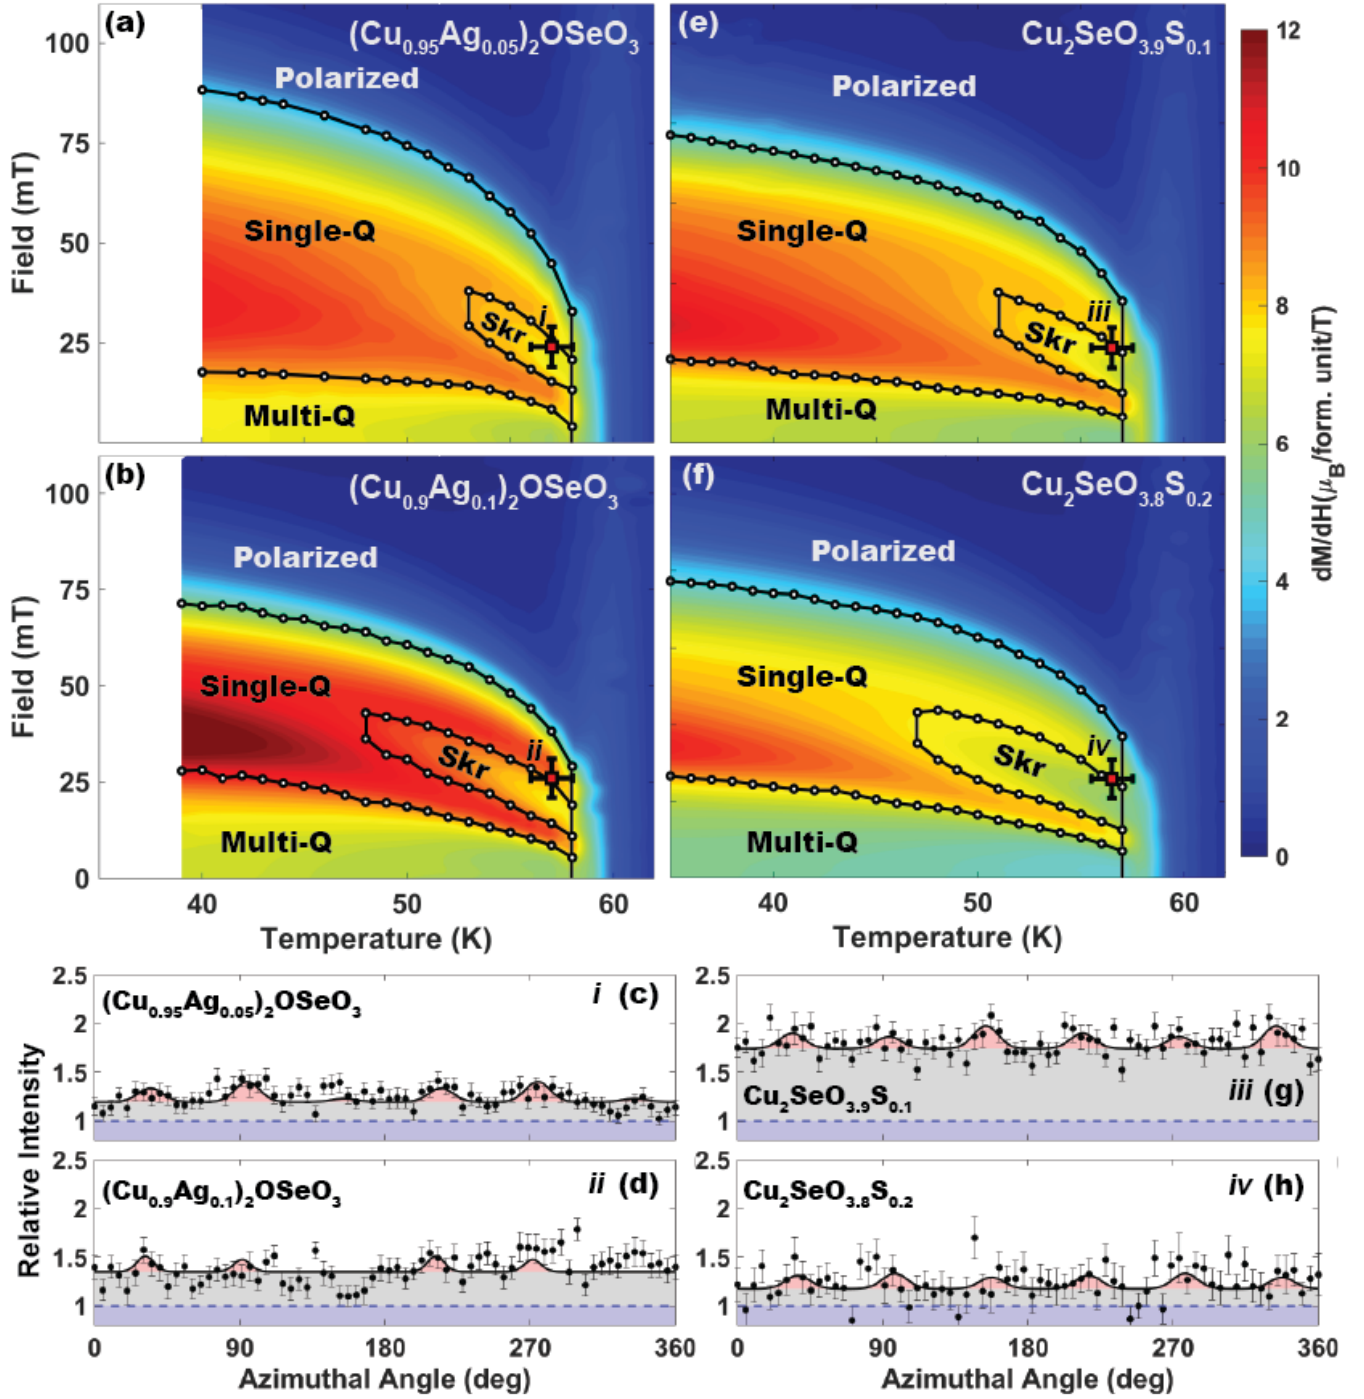 (a)
(Cu0.95Ag0.05)2OSeO3
Polarized
Single-Q
i
Skr
Multi-Q
100
75
50
25
Field (mT)
(e)
Cu2SeO3.9S0.1
Polarized
Single-Q
iii
Skr
Multi-Q
(b)
(Cu0.9Ag0.1)2OSeO3
Polarized
Single-Q
ii
Skr
Multi-Q
100
75
50
25
0
Field (mT)
40 50 60
Temperature (K)
(f)
Cu2SeO3.8S0.2
Polarized
Single-Q
iv
Skr
Multi-Q
40 50 60
Temperature (K)
12
10
8
6
4
2
0
dM/dH(μB/form. unit/T)
2.5
2
1.5
1
(Cu0.95Ag0.05)2OSeO3
i (c)
Relative Intensity
2.5
2
1.5
1
(Cu0.9Ag0.1)2OSeO3
ii (d)
0 90 180 270 360
Azimuthal Angle (deg)
2.5
2
1.5
1
Cu2SeO3.9S0.1
iii (g)
2.5
2
1.5
1
Cu2SeO3.8S0.2
iv (h)
0 90 180 270 360
Azimuthal Angle (deg)